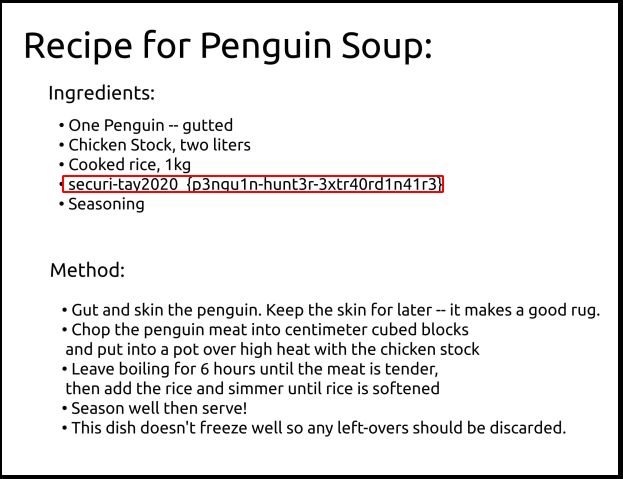 Recipe for Penguin Soup:
Ingredients:
• One Penguin -- gutted
• Chicken Stock, two liters
• Cooked rice, 1kg
• securi-tay2020_{p3ngu1n-hunt3r-3xtr40rd1n41r3}
• Seasoning
Method:
• Gut and skin the penguin. Keep the skin for later -- it makes a good rug.
• Chop the penguin meat into centimeter cubed blocks
and put into a pot over high heat with the chicken stock
• Leave boiling for 6 hours until the meat is tender,
then add the rice and simmer until rice is softened
• Season well then serve!
• This dish doesn't freeze well so any left-overs should be discarded.